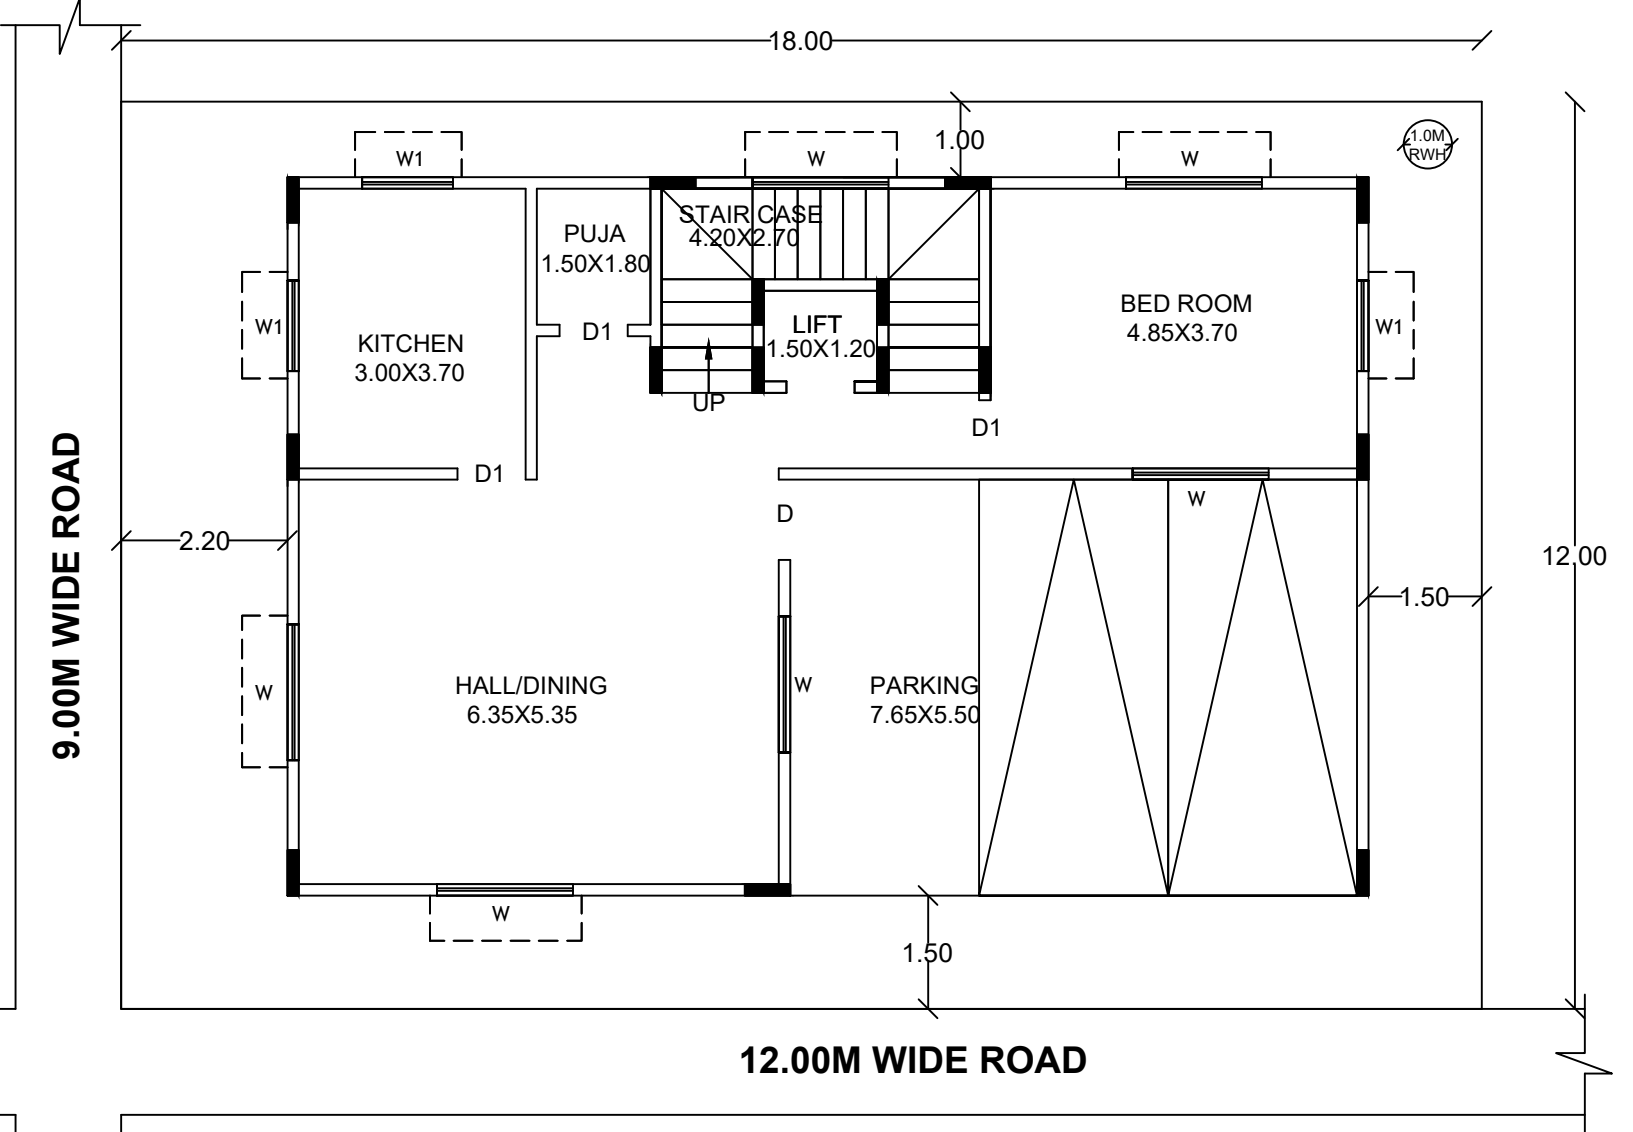 18.00
1.00
1.0M
RWH
W1
W
W
STAIR CASE
4.20X2.70
PUJA
1.50X1.80
BED ROOM
4.85X3.70
W1
LIFT
1.50X1.20
W1
D1
KITCHEN
3.00X3.70
UP
D1
D1
W
D
2.20
9.00M WIDE ROAD
12.00
1.50
W
HALL/DINING
6.35X5.35
W
PARKING
7.65X5.50
W
1.50
12.00M WIDE ROAD